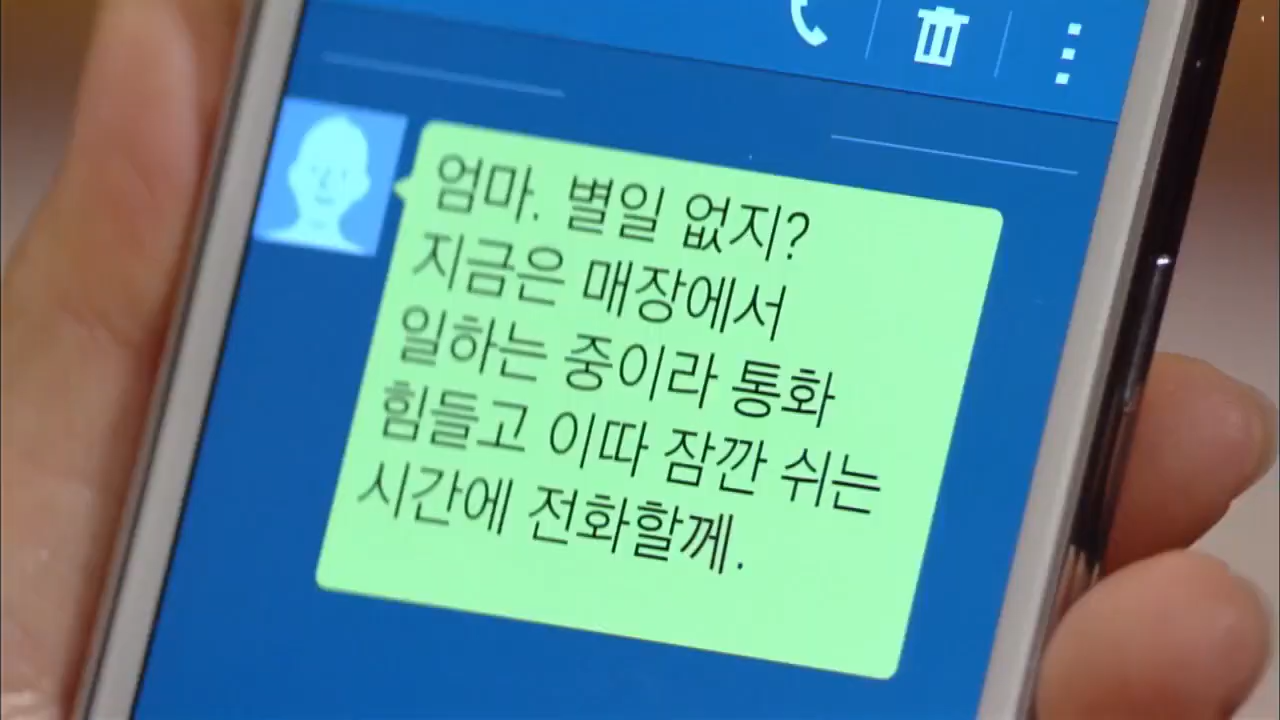 엄마. 별일 없지?
지금은 매장에서
일하는 중이라 통화
힘들고 이따 잠깐 쉬는
시간에 전화할께.